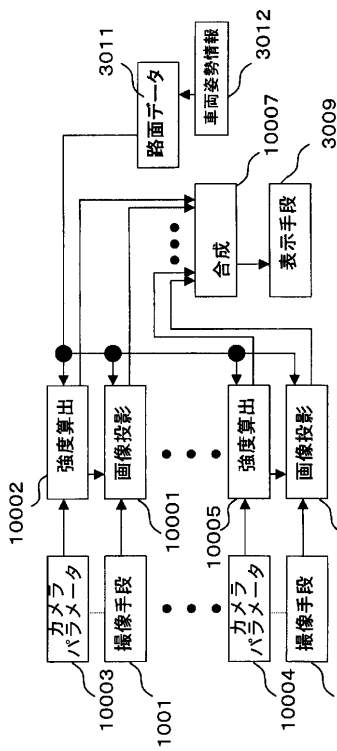 10003
カメラ
パラメータ
1001
撮像手段
10002
強度算出
10001
画像投影
10004
カメラ
パラメータ
撮像手段
10005
強度算出
画像投影
3011
路面データ
3012
車両姿勢情報
10007
合成
3009
表示手段